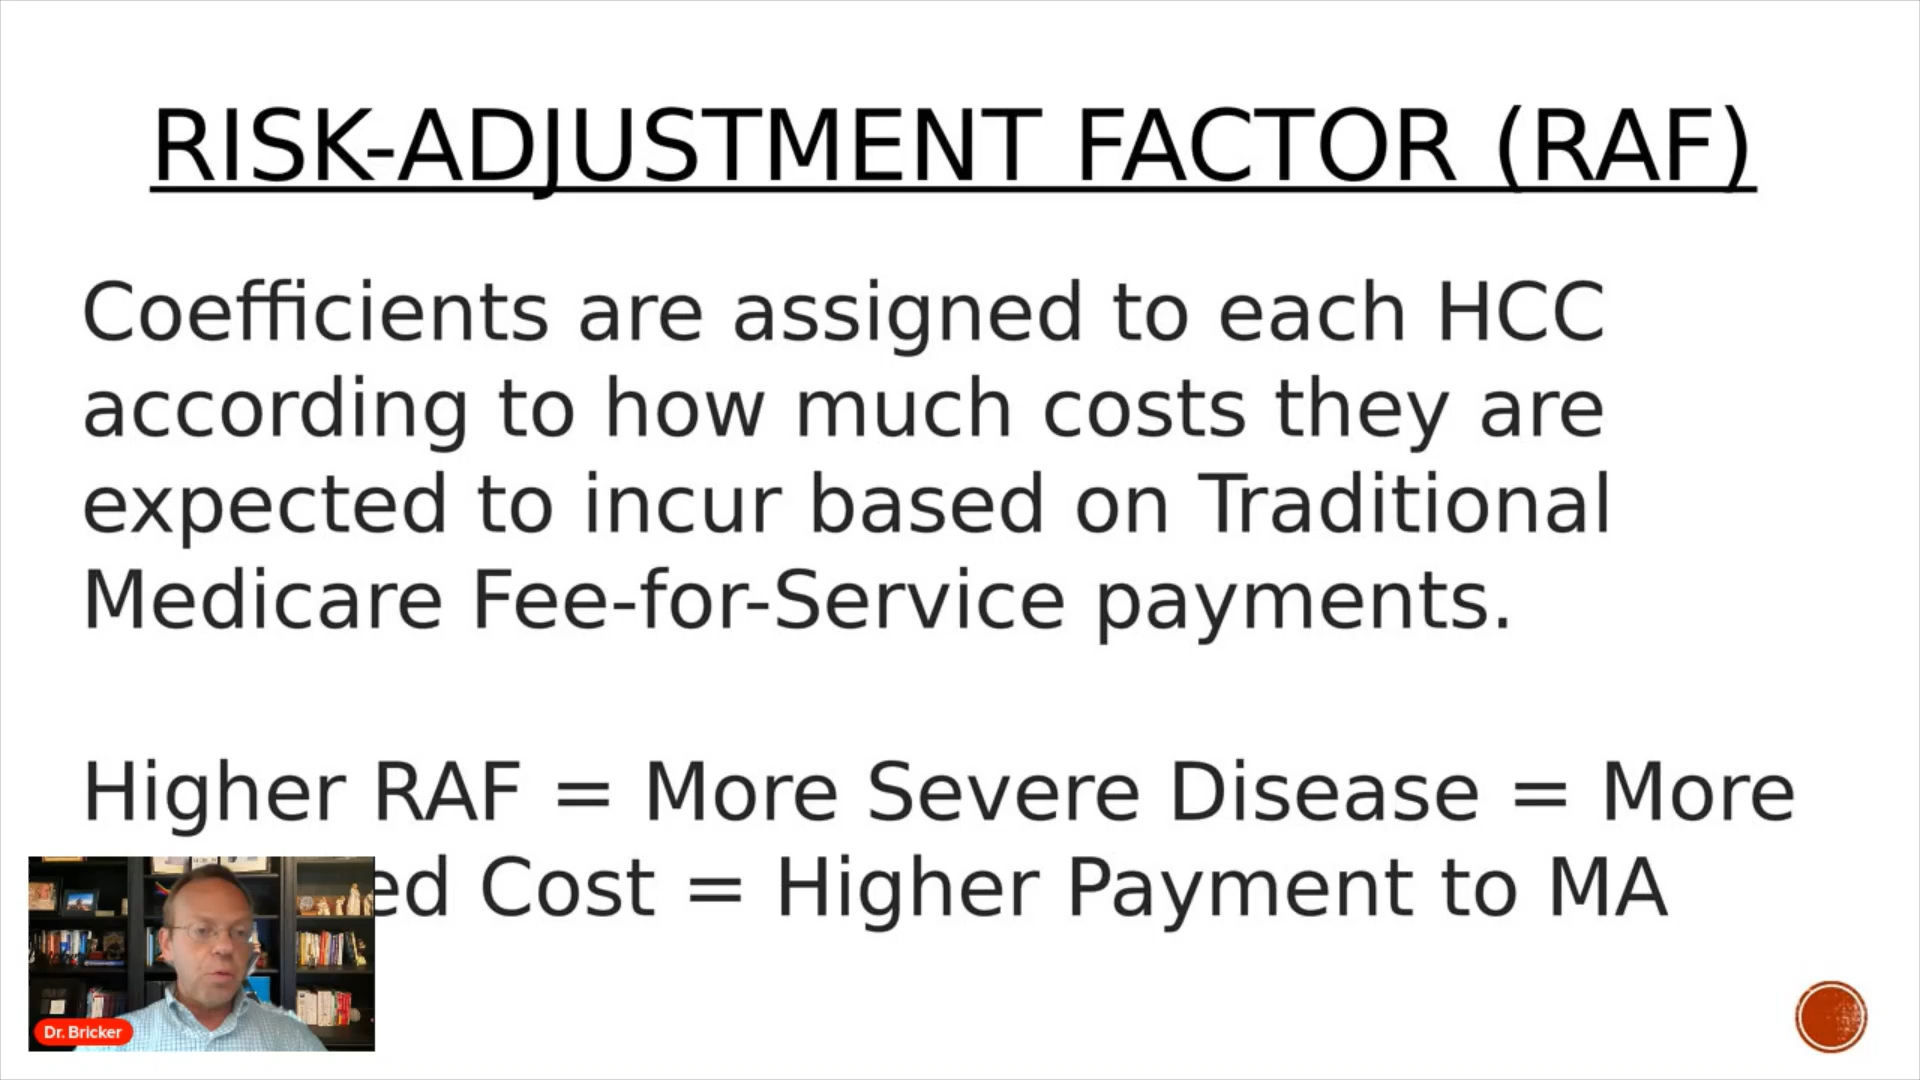 RISK-ADJUSTMENT FACTOR (RAF)
Coefficients are assigned to each HCC
according to how much costs they are
expected to incur based on Traditional
Medicare Fee-for-Service payments.
Higher RAF = More Severe Disease = More
ed Cost = Higher Payment to MA
Dr. Bricker